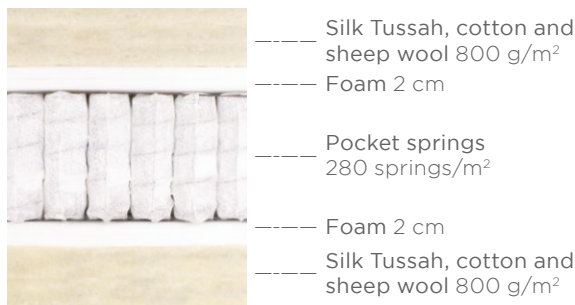 Silk Tussah, cotton and
sheep wool 800 g/m²
Foam 2 cm
Pocket springs
280 springs/m²
Foam 2 cm
Silk Tussah, cotton and
sheep wool 800 g/m²